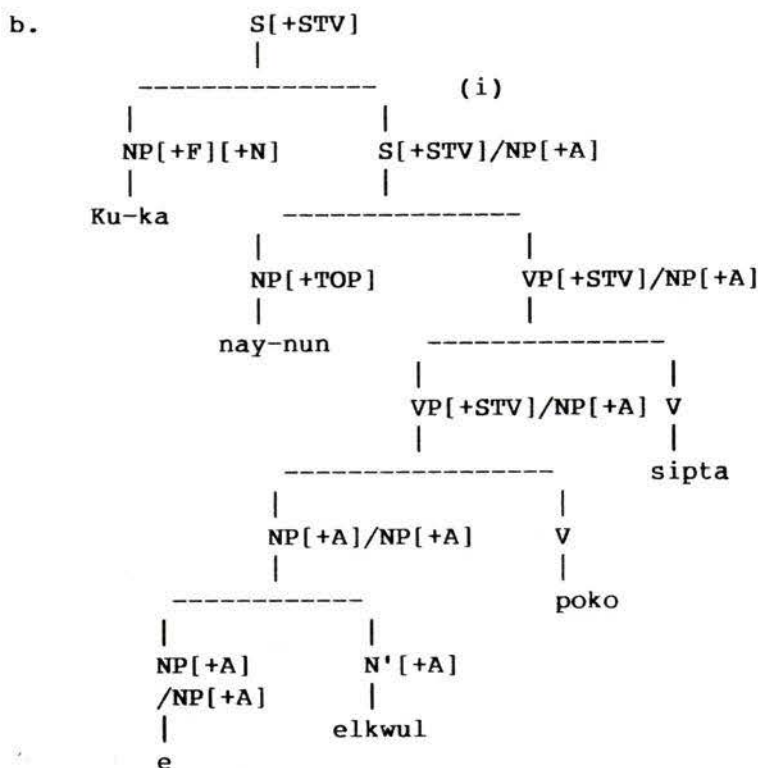 b. S[+STV]
(i)
NP[+F][+N] S[+STV]/NP[+A]
Ku-ka
NP[+TOP] VP[+STV]/NP[+A]
nay-nun
VP[+STV]/NP[+A] V
sipta
NP[+A]/NP[+A] V
poko
NP[+A] N'[+A]
/NP[+A]
elkwul
e